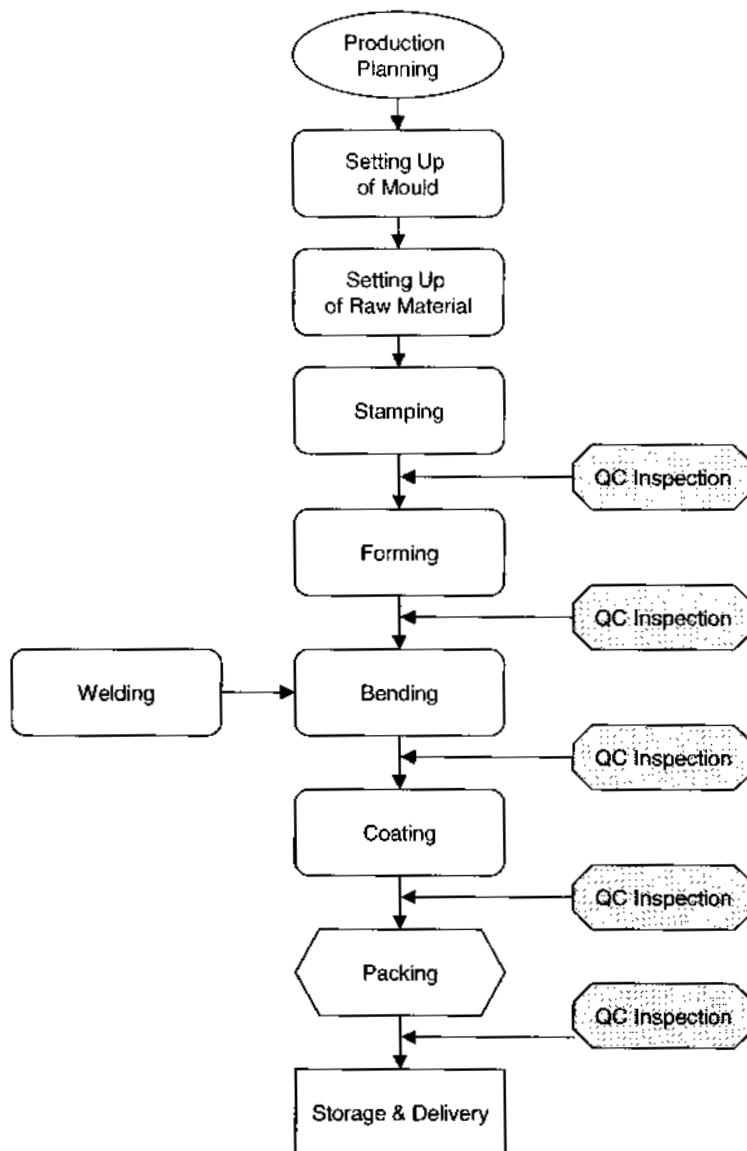 Production
Planning
Setting Up
of Mould
Setting Up
of Raw Material
Stamping
QC Inspection
Forming
QC Inspection
Welding
Bending
QC Inspection
Coating
QC Inspection
Packing
QC Inspection
Storage & Delivery